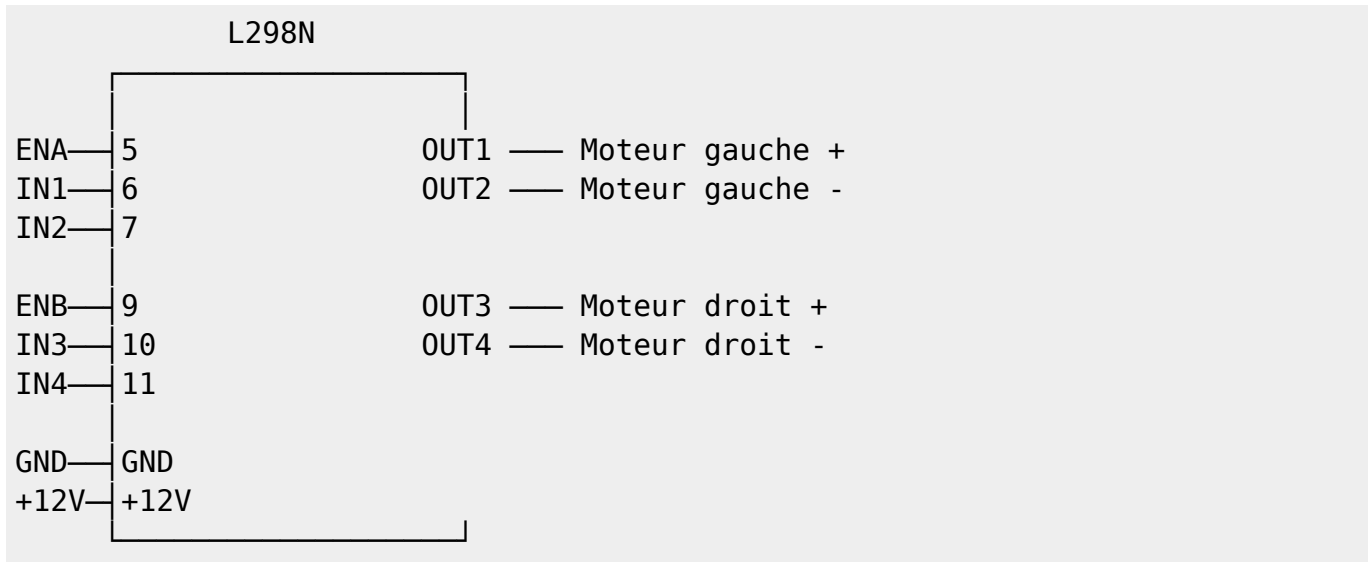 L298N
ENA 5 OUT1 ─── Moteur gauche +
IN1 6 OUT2 ─── Moteur gauche -
IN2 7
ENB 9 OUT3 ─── Moteur droit +
IN3 10 OUT4 ─── Moteur droit -
IN4 11
GND GND
+12V +12V